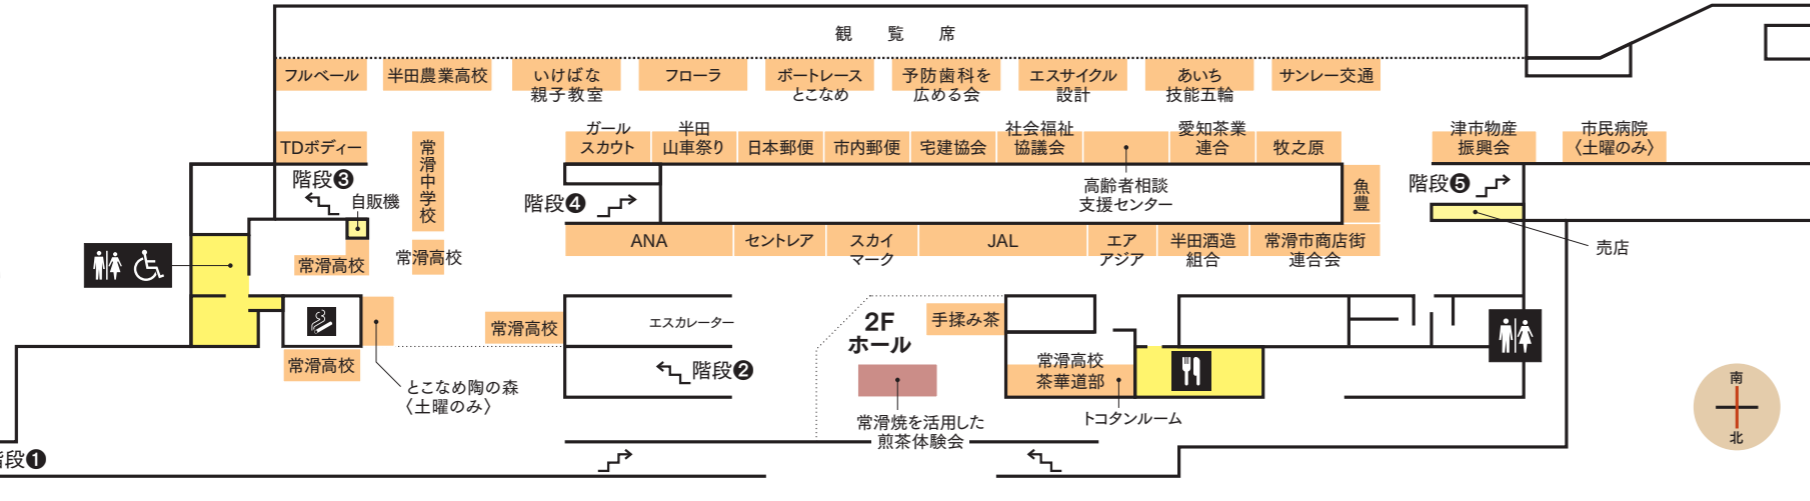 観覧席
フルベール
半田農業高校
いけばな
親子教室
フローラ
ボートレース
とこなめ
予防歯科を
広める会
エスサイクル
設計
あいち
技能五輪
サンレー交通
TDボディー
常滑中学校
ガール
スカウト
半田
山車祭り
日本郵便
市内郵便
宅建協会
社会福祉
協議会
高齢者相談
支援センター
愛知茶業
連合
牧之原
津市物産
振興会
市民病院
〈土曜のみ〉
階段❸
自販機
階段❹
魚豊
階段❺
売店
常滑高校
常滑高校
ANA
セントレア
スカイ
マーク
JAL
エア
アジア
半田酒造
組合
常滑市商店街
連合会
常滑高校
エスカレーター
2F
ホール
手揉み茶
常滑高校
とこなめ陶の森
〈土曜のみ〉
階段❷
常滑高校
茶華道部
トコタンルーム
常滑焼を活用した
煎茶体験会
階段❶
南
北